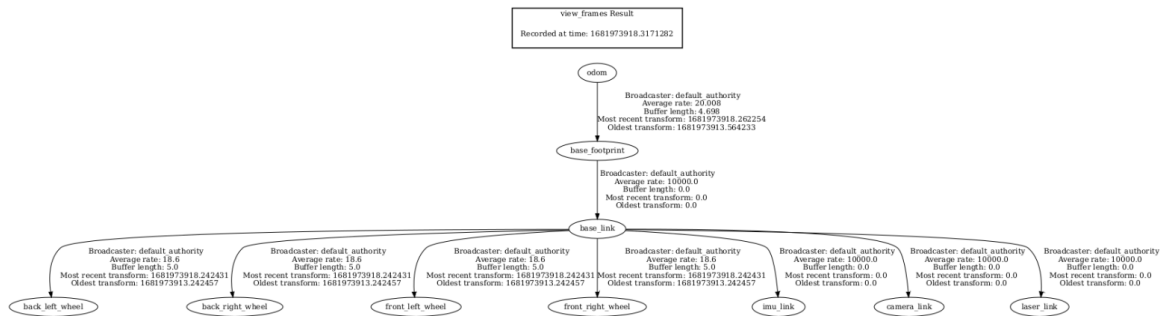 view_frames Result
Recorded at time: 1681973918.3171282
odom
Broadcaster: default_authority
Average rate: 20.008
Buffer length: 4.698
Most recent transform: 1681973918.262254
Oldest transform: 1681973913.564233
base_footprint
Broadcaster: default_authority
Average rate: 10000.0
Buffer length: 0.0
Most recent transform: 0.0
Oldest transform: 0.0
base_link
Broadcaster: default_authority
Average rate: 18.6
Buffer length: 5.0
Most recent transform: 1681973918.242431
Oldest transform: 1681973913.242457
Broadcaster: default_authority
Average rate: 18.6
Buffer length: 5.0
Most recent transform: 1681973918.242431
Oldest transform: 1681973913.242457
Broadcaster: default_authority
Average rate: 18.6
Buffer length: 5.0
Most recent transform: 1681973918.242431
Oldest transform: 1681973913.242457
Broadcaster: default_authority
Average rate: 18.6
Buffer length: 5.0
Most recent transform: 1681973918.242431
Oldest transform: 1681973913.242457
Broadcaster: default_authority
Average rate: 10000.0
Buffer length: 0.0
Most recent transform: 0.0
Oldest transform: 0.0
Broadcaster: default_authority
Average rate: 10000.0
Buffer length: 0.0
Most recent transform: 0.0
Oldest transform: 0.0
Broadcaster: default_authority
Average rate: 10000.0
Buffer length: 0.0
Most recent transform: 0.0
Oldest transform: 0.0
back_left_wheel
back_right_wheel
front_left_wheel
front_right_wheel
imu_link
camera_link
laser_link